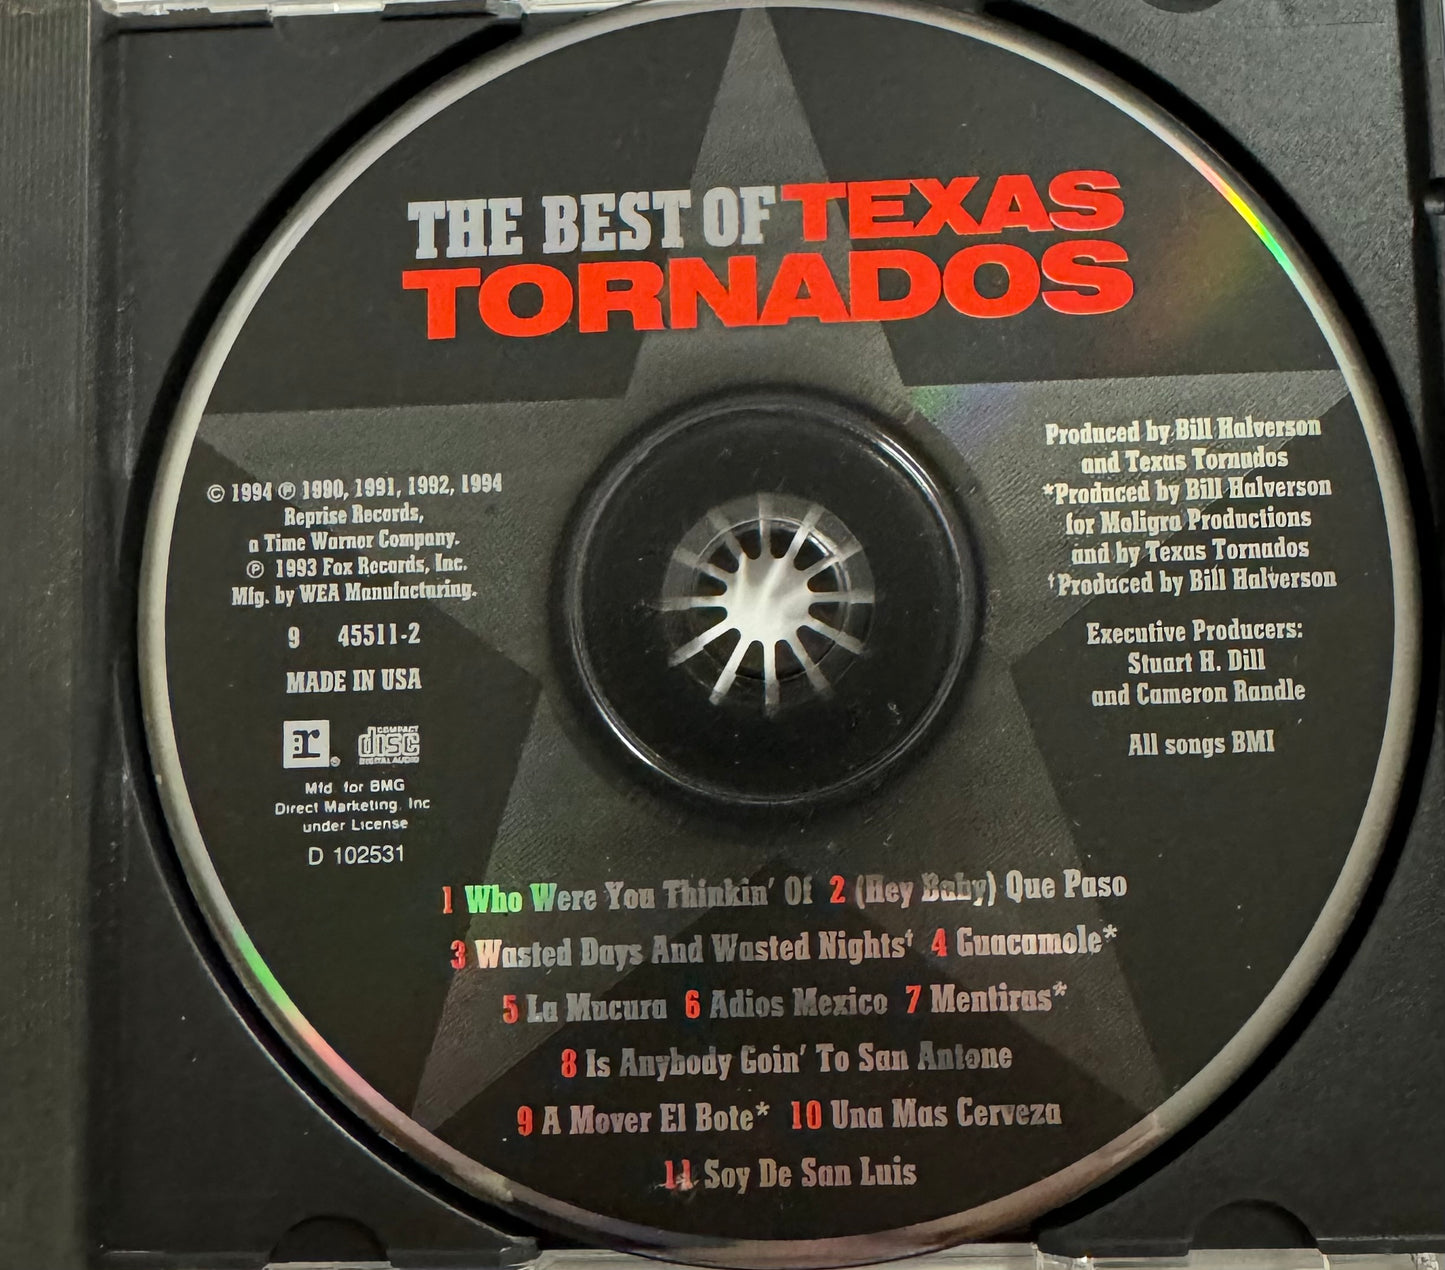 THE BEST OF TEXAS
TORNADOS
© 1994 ℗ 1990, 1991, 1992, 1994
Reprise Records,
a Time Warner Company.
℗ 1993 Fox Records, Inc.
Mfg. by WEA Manufacturing.
9 45511-2
MADE IN USA
r®
COMPACT
disc
DIGITAL AUDIO
Mfd. for BMG
Direct Marketing, Inc
under License
D 102531
Produced by Bill Halverson
and Texas Tornados
*Produced by Bill Halverson
for Moligro Productions
and by Texas Tornados
†Produced by Bill Halverson
Executive Producers:
Stuart H. Dill
and Cameron Randle
All songs BMI
1 Who Were You Thinkin' Of 2 (Hey Baby) Que Paso
3 Wasted Days And Wasted Nights† 4 Guacamole*
5 La Mucura 6 Adios Mexico 7 Mentiras*
8 Is Anybody Goin' To San Antone
9 A Mover El Bote* 10 Una Mas Cerveza
11 Soy De San Luis